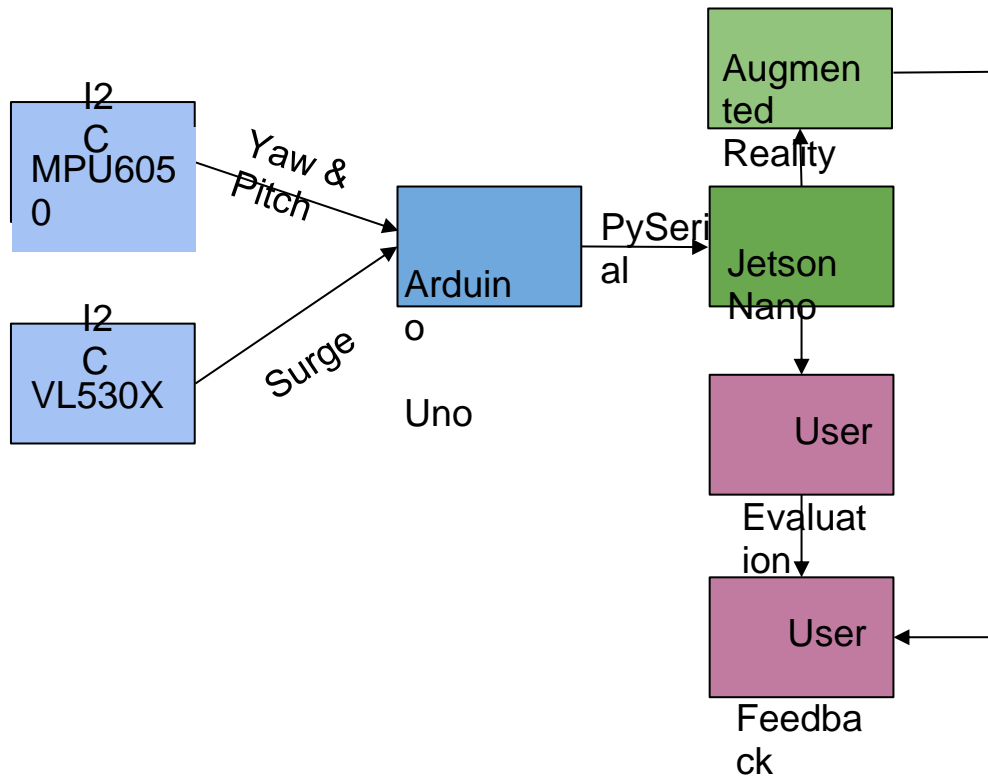 I2
C
MPU605
0
Yaw &
Pitch
I2
C
VL530X
Surge
Arduin
o
Uno
PySeri
al
Augmen
ted
Reality
Jetson
Nano
User
Evaluat
ion
User
Feedba
ck